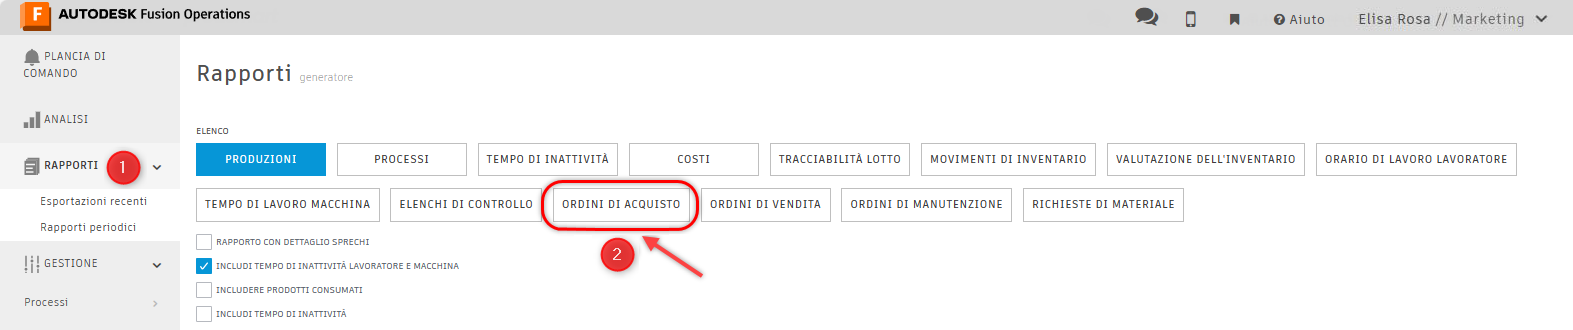 F AUTODESK Fusion Operations
Aiuto
Elisa Rosa // Marketing
PLANCIA DI
COMANDO
ANALISI
RAPPORTI 1
Esportazioni recenti
Rapporti periodici
GESTIONE
Processi
Rapporti generatore
ELENCO
PRODUZIONI PROCESSI TEMPO DI INATTIVITÀ COSTI TRACCIABILITÀ LOTTO MOVIMENTI DI INVENTARIO VALUTAZIONE DELL'INVENTARIO ORARIO DI LAVORO LAVORATORE
TEMPO DI LAVORO MACCHINA ELENCHI DI CONTROLLO ORDINI DI ACQUISTO ORDINI DI VENDITA ORDINI DI MANUTENZIONE RICHIESTE DI MATERIALE
RAPPORTO CON DETTAGLIO SPRECHI
2
INCLUDI TEMPO DI INATTIVITÀ LAVORATORE E MACCHINA
INCLUDERE PRODOTTI CONSUMATI
INCLUDI TEMPO DI INATTIVITÀ